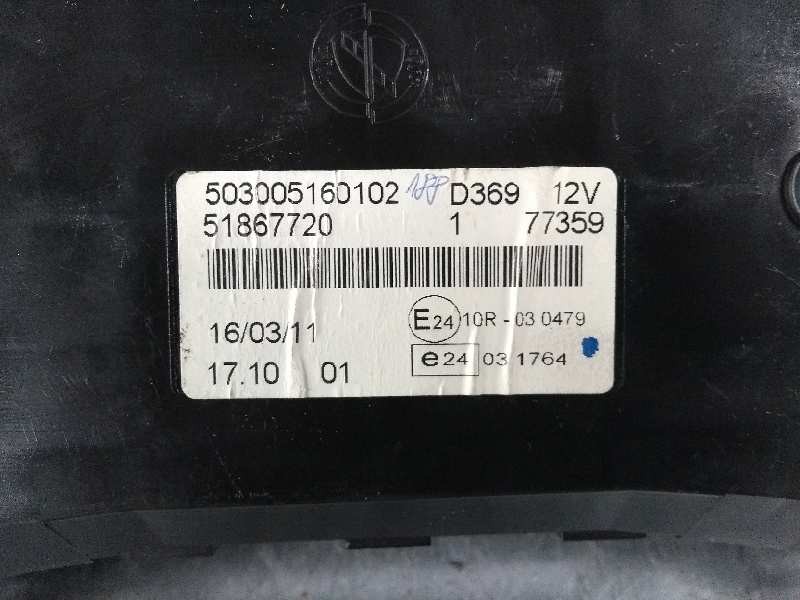 503005160102 D369 12V
51867720 1 77359
16/03/11
E24 10R - 03 0479
17.10 01
e24 03 1764